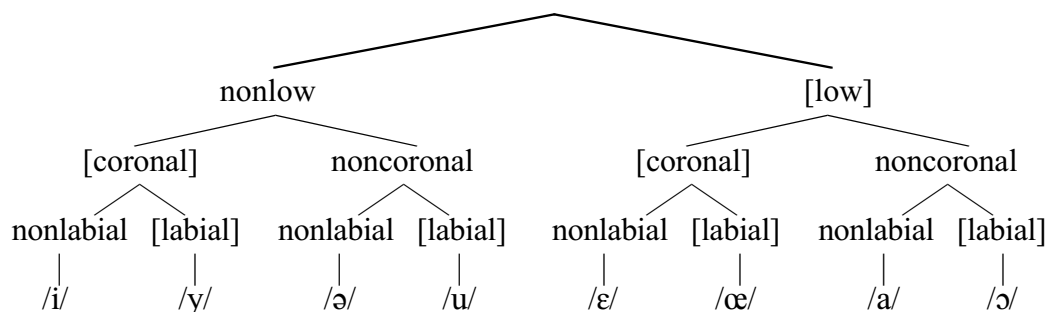 nonlow [low]
[coronal] noncoronal [coronal] noncoronal
nonlabial [labial] nonlabial [labial] nonlabial [labial] nonlabial [labial]
/i/ /y/ /ə/ /u/ /ɛ/ /œ/ /a/ /ɔ/